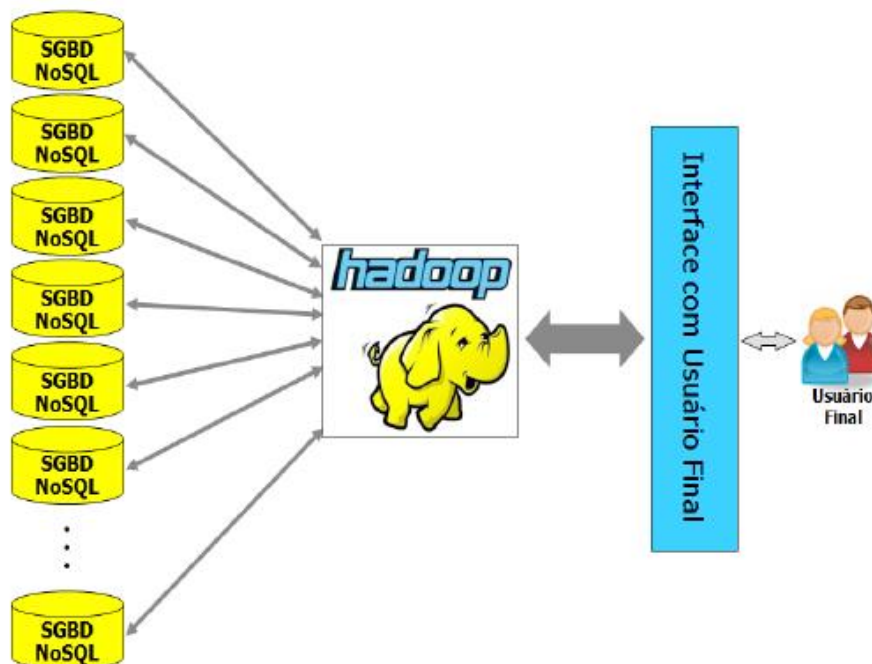 SGBD
NoSQL
SGBD
NoSQL
SGBD
NoSQL
SGBD
NoSQL
SGBD
NoSQL
SGBD
NoSQL
SGBD
NoSQL
hadoop
Interface com Usuário Final
Usuário
Final